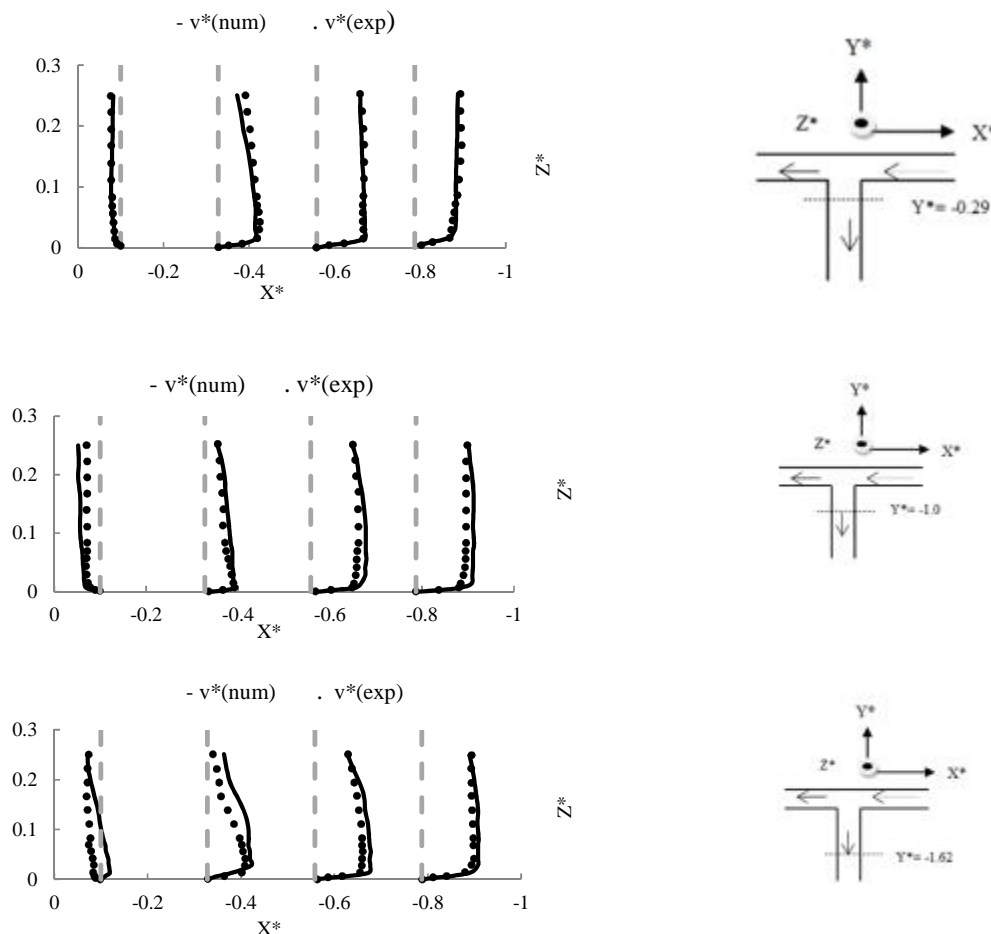 - v*(num) . v*(exp)
0.3
0.2
0.1
0
0 -0.2 -0.4 -0.6 -0.8 -1
X*
Z*
Y*
Z*
X*
Y*= -0.29
- v*(num) . v*(exp)
0.3
0.2
0.1
0
0 -0.2 -0.4 -0.6 -0.8 -1
X*
Z*
Y*
Z*
X*
Y*= -1.0
- v*(num) . v*(exp)
0.3
0.2
0.1
0
0 -0.2 -0.4 -0.6 -0.8 -1
X*
Z*
Y*
Z*
X*
Y*= -1.62